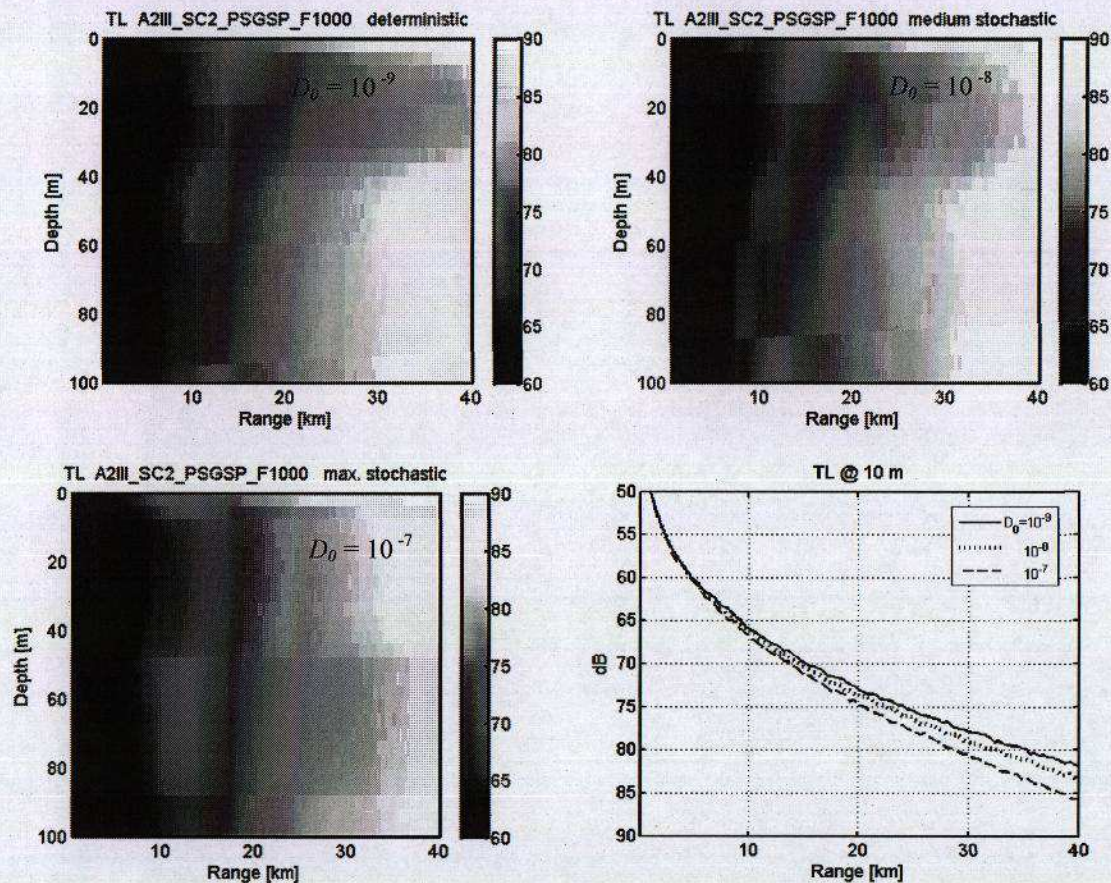 TL A2III_SC2_PSGSP_F1000 deterministic
D₀ = 10⁻⁹
0
20
40
60
80
100
Depth [m]
10 20 30 40
Range [km]
90
85
80
75
70
65
60
TL A2III_SC2_PSGSP_F1000 medium stochastic
D₀ = 10⁻⁸
0
20
40
60
80
100
Depth [m]
10 20 30 40
Range [km]
90
85
80
75
70
65
60
TL A2III_SC2_PSGSP_F1000 max. stochastic
D₀ = 10⁻⁷
0
20
40
60
80
100
Depth [m]
10 20 30 40
Range [km]
90
85
80
75
70
65
60
TL @ 10 m
D₀=10⁻⁹
10⁻⁸
10⁻⁷
50
55
60
65
70
75
80
85
90
dB
10 20 30 40
Range [km]